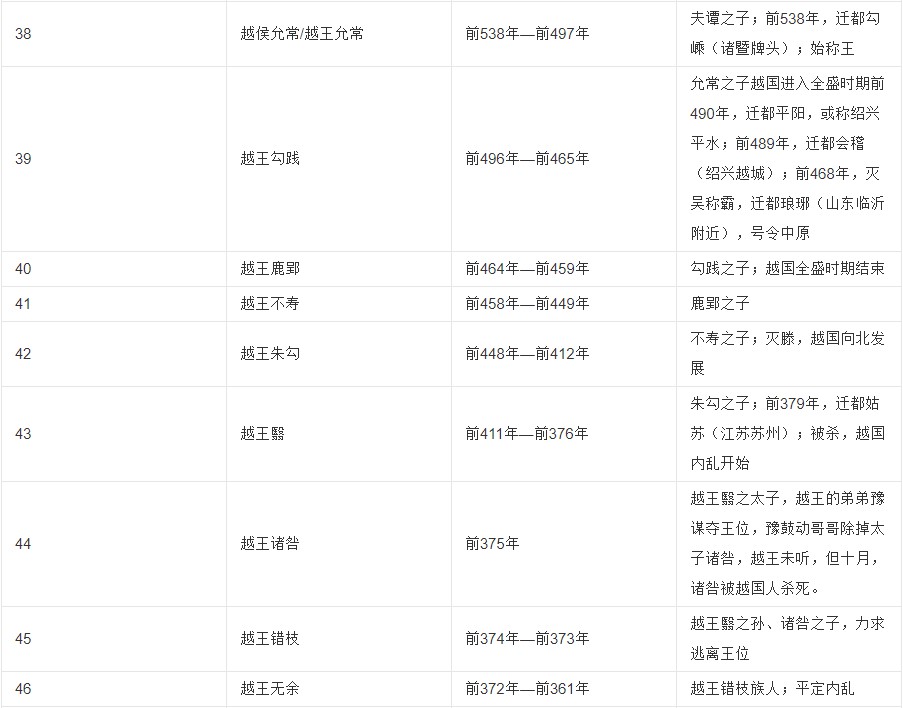 38
越侯允常/越王允常
前538年—前497年
夫谭之子；前538年，迁都勾
嵊（诸暨牌头）；始称王
39
越王勾践
前496年—前465年
允常之子越国进入全盛时期前
490年，迁都平阳，或称绍兴
平水；前489年，迁都会稽
（绍兴越城）；前468年，灭
吴称霸，迁都琅琊（山东临沂
附近），号令中原
40
越王鹿郢
前464年—前459年
勾践之子；越国全盛时期结束
41
越王不寿
前458年—前449年
鹿郢之子
42
越王朱勾
前448年—前412年
不寿之子；灭滕，越国向北发
展
43
越王翳
前411年—前376年
朱勾之子；前379年，迁都姑
苏（江苏苏州）；被杀，越国
内乱开始
44
越王诸咎
前375年
越王翳之太子，越王的弟弟豫
谋夺王位，豫鼓动哥哥除掉太
子诸咎，越王未听，但十月，
诸咎被越国人杀死。
45
越王错枝
前374年—前373年
越王翳之孙、诸咎之子，力求
逃离王位
46
越王无余
前372年—前361年
越王错枝族人；平定内乱